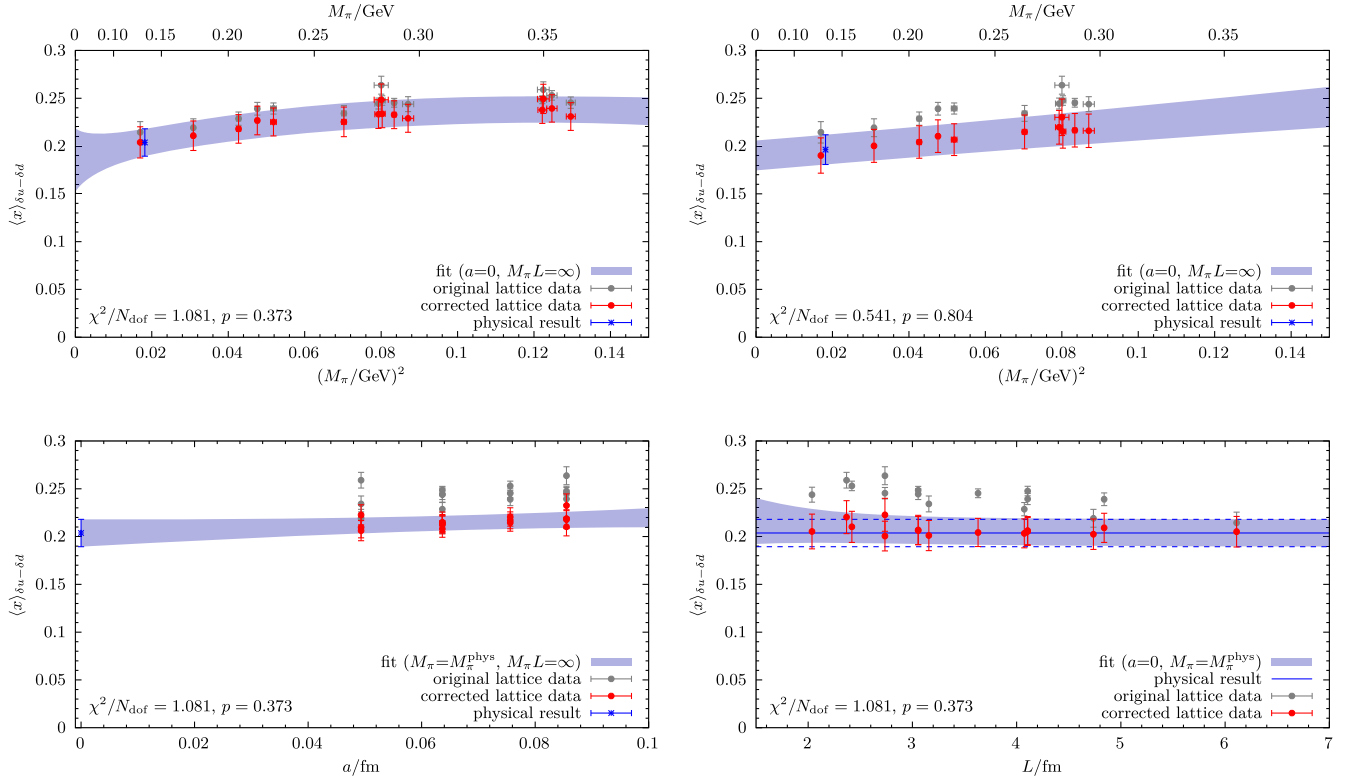 M_π/GeV
0 0.10 0.15 0.20 0.25 0.30 0.35
0.3
0.25
0.2
0.15
0.1
0.05
0
⟨x⟩_{δu−δd}
fit (a=0, M_πL=∞)
original lattice data
corrected lattice data
physical result
χ²/N_dof = 1.081, p = 0.373
0 0.02 0.04 0.06 0.08 0.1 0.12 0.14
(M_π/GeV)²
M_π/GeV
0 0.10 0.15 0.20 0.25 0.30 0.35
0.3
0.25
0.2
0.15
0.1
0.05
0
⟨x⟩_{δu−δd}
fit (a=0, M_πL=∞)
original lattice data
corrected lattice data
physical result
χ²/N_dof = 0.541, p = 0.804
0 0.02 0.04 0.06 0.08 0.1 0.12 0.14
(M_π/GeV)²
0.3
0.25
0.2
0.15
0.1
0.05
0
⟨x⟩_{δu−δd}
fit (M_π=M_π^phys, M_πL=∞)
original lattice data
corrected lattice data
physical result
χ²/N_dof = 1.081, p = 0.373
0 0.02 0.04 0.06 0.08 0.1
a/fm
0.3
0.25
0.2
0.15
0.1
0.05
0
⟨x⟩_{δu−δd}
fit (a=0, M_π=M_π^phys)
physical result
original lattice data
corrected lattice data
χ²/N_dof = 1.081, p = 0.373
2 3 4 5 6 7
L/fm